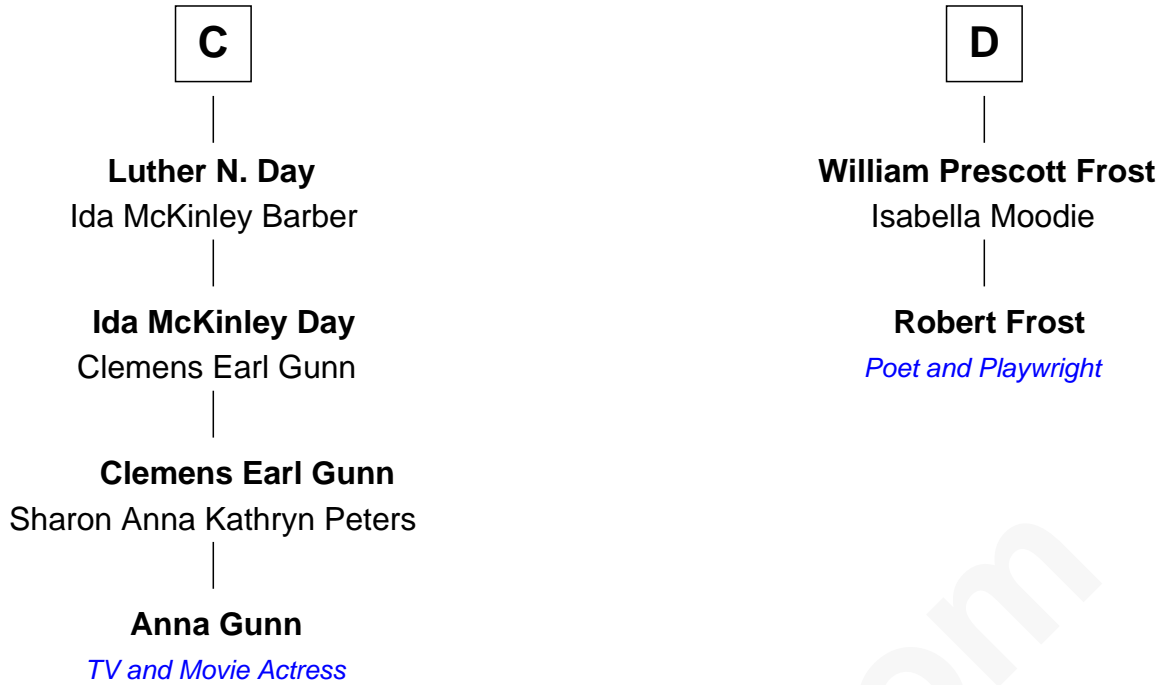 C
Luther N. Day
Ida McKinley Barber
Ida McKinley Day
Clemens Earl Gunn
Clemens Earl Gunn
Sharon Anna Kathryn Peters
Anna Gunn
TV and Movie Actress
D
William Prescott Frost
Isabella Moodie
Robert Frost
Poet and Playwright
om